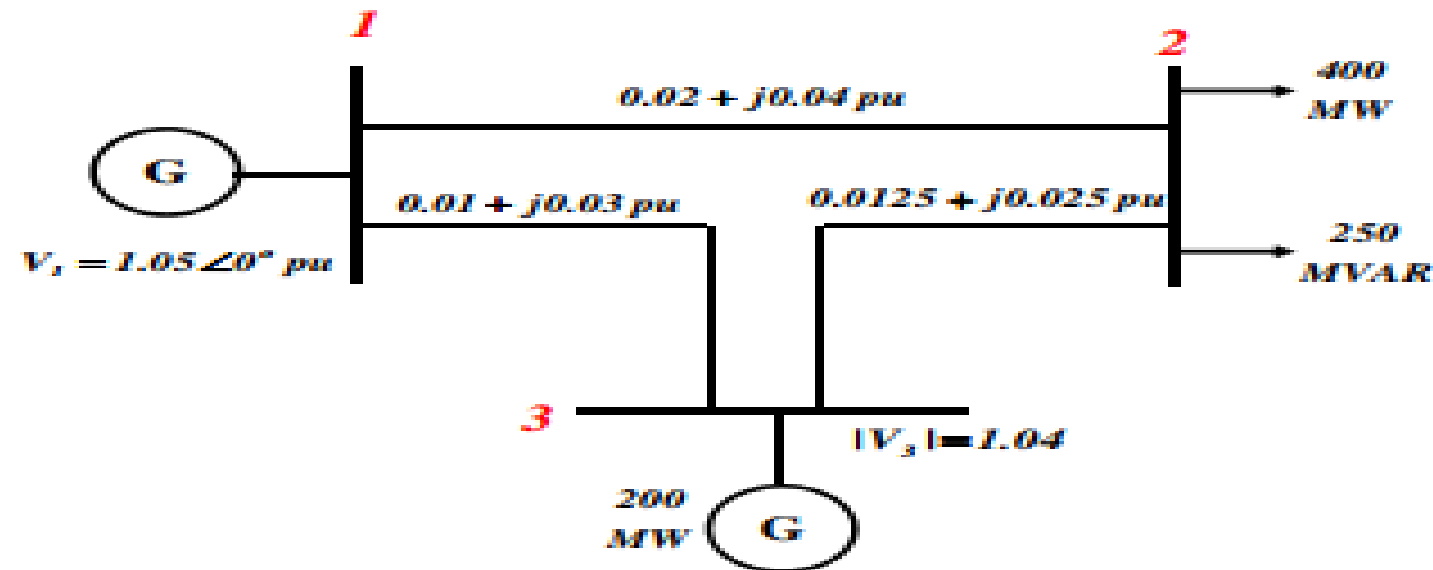 1
2
400
MW
0.02 + j0.04 pu
G
0.01 + j0.03 pu
0.0125 + j0.025 pu
V₁ = 1.05∠0° pu
250
MVAR
3
|V₃|=1.04
200
MW
G